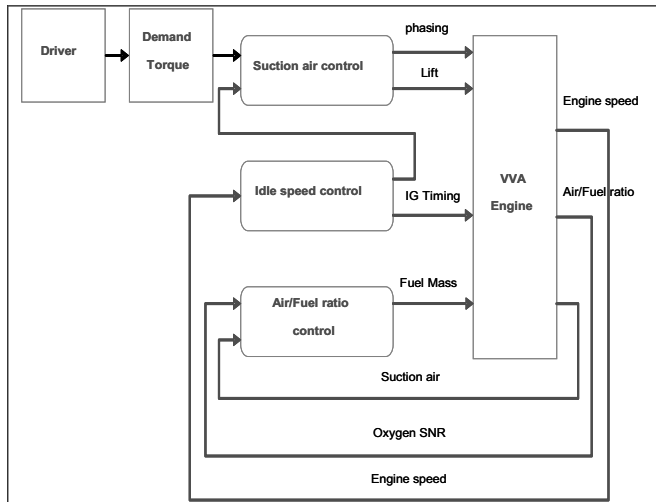 phasing
Driver
Demand
Torque
Suction air control
Lift
Engine speed
Idle speed control
IG Timing
VVA
Engine
Air/Fuel ratio
Air/Fuel ratio
control
Fuel Mass
Suction air
Oxygen SNR
Engine speed